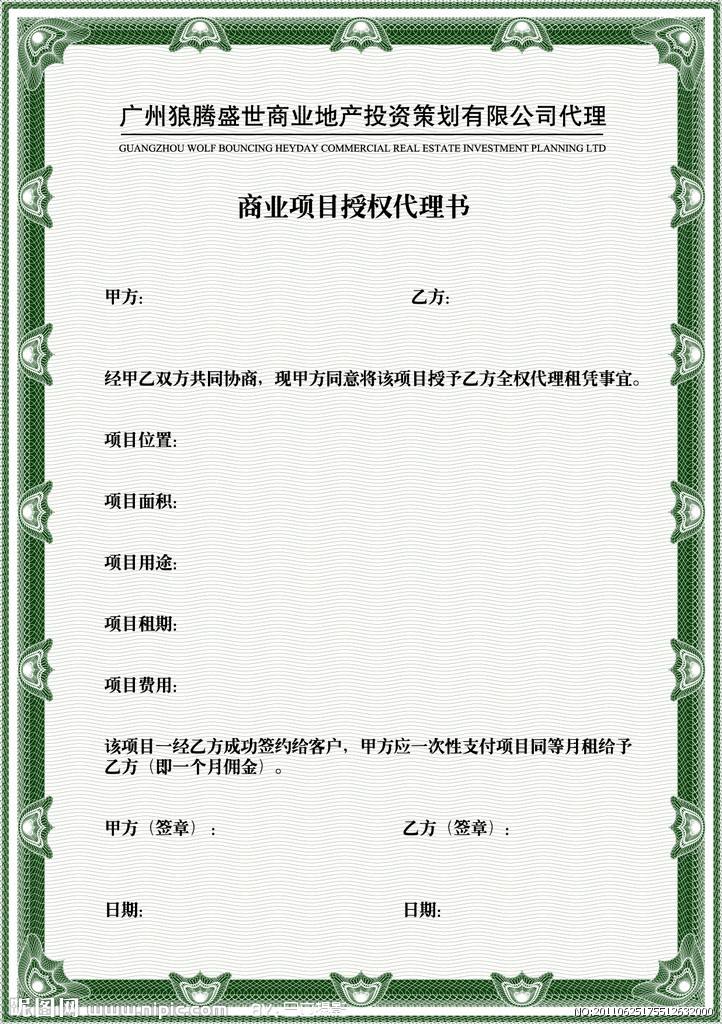 广州狼腾盛世商业地产投资策划有限公司代理
GUANGZHOU WOLF BOUNCING HEYDAY COMMERCIAL REAL ESTATE INVESTMENT PLANNING LTD
商业项目授权代理书
甲方: 乙方:
经甲乙双方共同协商，现甲方同意将该项目授予乙方全权代理租凭事宜。
项目位置:
项目面积:
项目用途:
项目租期:
项目费用:
该项目一经乙方成功签约给客户，甲方应一次性支付项目同等月租给予
乙方（即一个月佣金）。
甲方（签章）: 乙方（签章）:
日期: 日期:
昵图网 www.nipic.com
NO:20110625175512632000